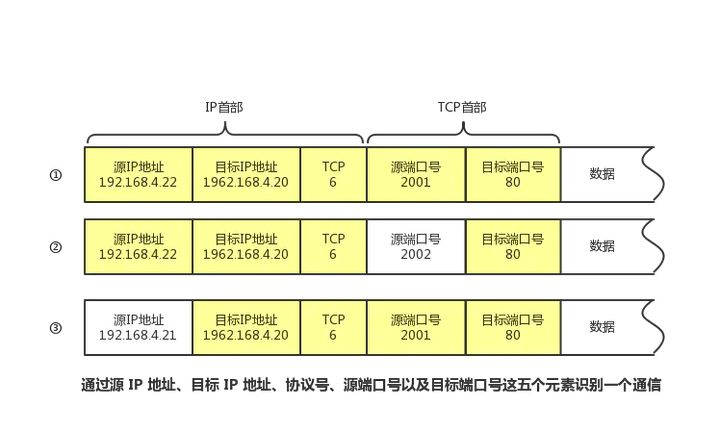 IP首部 TCP首部
① 源IP地址 目标IP地址 TCP 源端口号 目标端口号 数据
192.168.4.22 1962.168.4.20 6 2001 80
② 源IP地址 目标IP地址 TCP 源端口号 目标端口号 数据
192.168.4.22 1962.168.4.20 6 2002 80
③ 源IP地址 目标IP地址 TCP 源端口号 目标端口号 数据
192.168.4.21 1962.168.4.20 6 2001 80
通过源 IP 地址、目标 IP 地址、协议号、源端口号以及目标端口号这五个元素识别一个通信